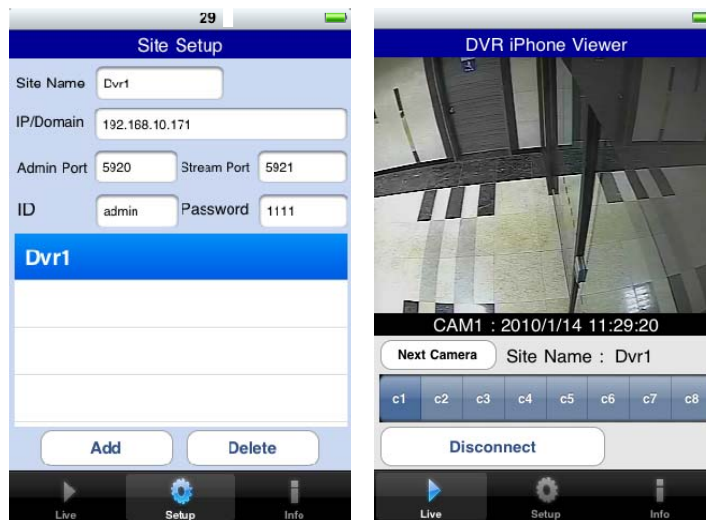 29
Site Setup
Site Name Dvr1
IP/Domain 192.168.10.171
Admin Port 5920 Stream Port 5921
ID admin Password 1111
Dvr1
Add Delete
Live Setup Info
DVR iPhone Viewer
CAM1 : 2010/1/14 11:29:20
Next Camera Site Name : Dvr1
c1 c2 c3 c4 c5 c6 c7 c8
Disconnect
Live Setup Info